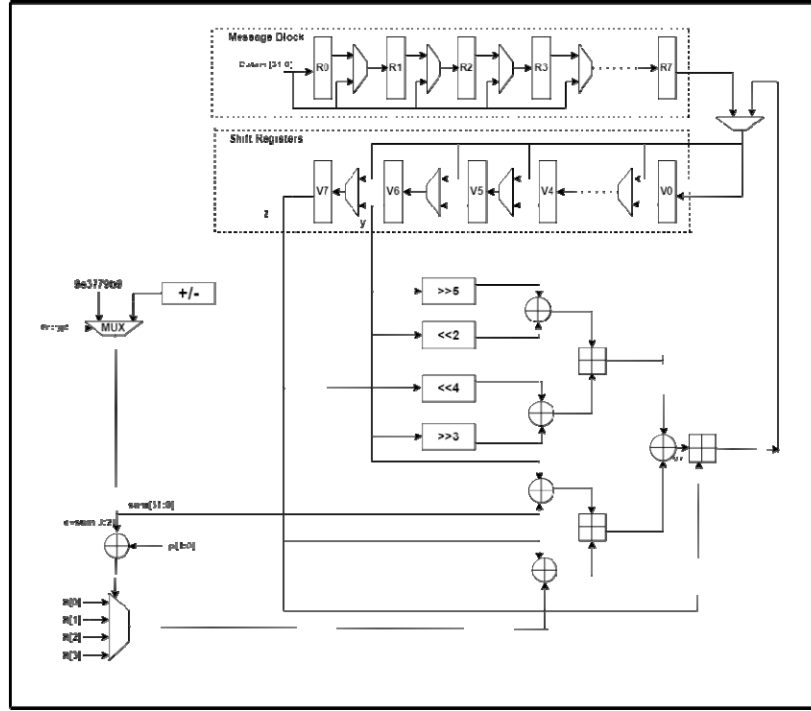 Message Block
R0
R1
R2
R3
R7
Shift Registers
V7
V6
V5
V4
V0
z
y
9e3779b9
+/-
MUX
>>5
<<2
<<4
>>3
sum[31:0]
K[0]
K[1]
K[2]
K[3]